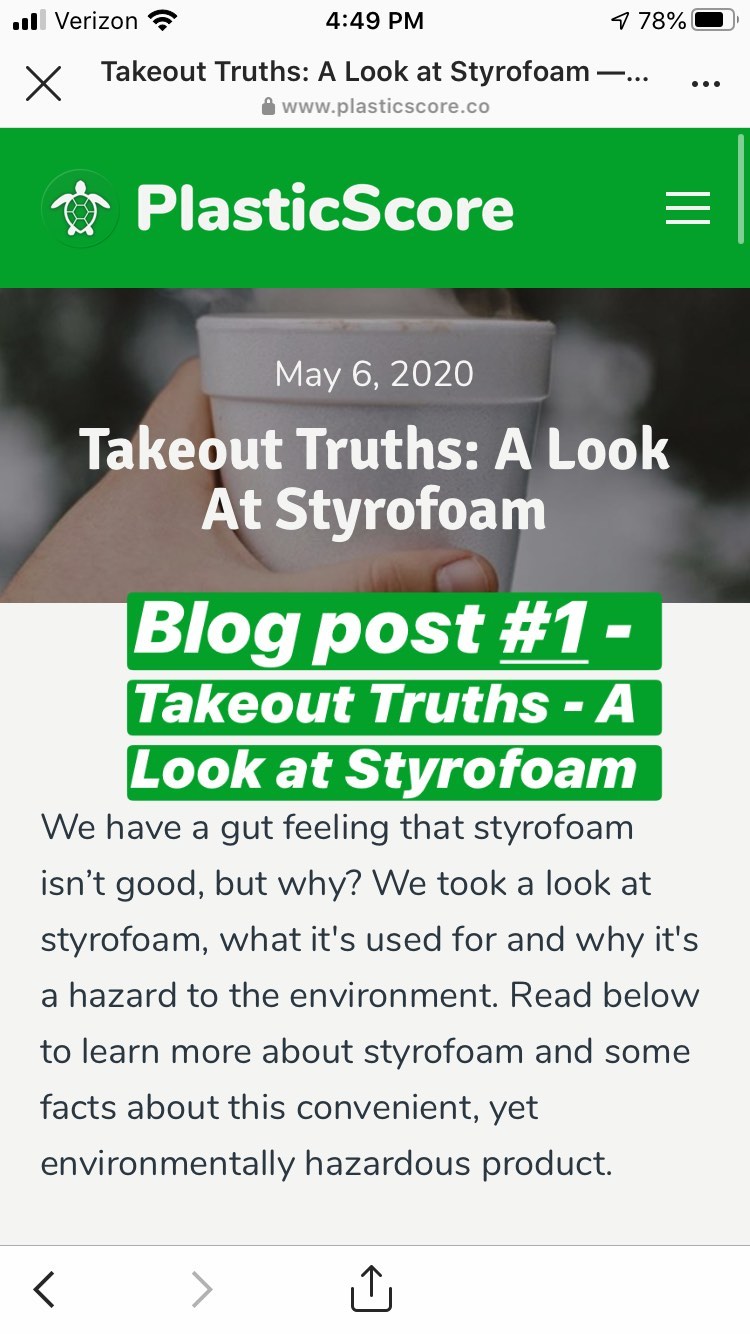 Verizon 4:49 PM 78%
Takeout Truths: A Look at Styrofoam —...
www.plasticscore.co
PlasticScore
May 6, 2020
Takeout Truths: A Look
At Styrofoam
Blog post #1 -
Takeout Truths - A
Look at Styrofoam
We have a gut feeling that styrofoam
isn’t good, but why? We took a look at
styrofoam, what it's used for and why it's
a hazard to the environment. Read below
to learn more about styrofoam and some
facts about this convenient, yet
environmentally hazardous product.